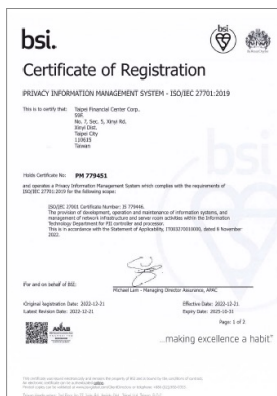 bsi.
bsi
Certificate of Registration
PRIVACY INFORMATION MANAGEMENT SYSTEM - ISO/IEC 27701:2019
This is to certify that: Taipei Financial Center Corp.
59F.
No. 7, Sec. 5, Xinyi Rd.
Xinyi Dist.
Taipei City
110615
Taiwan
Holds Certificate No: PM 779451
and operates a Privacy Information Management System which complies with the requirements of
ISO/IEC 27701:2019 for the following scope:
ISO/IEC 27001 Certificate Number: IS 779446.
The provision of development, operation and maintenance of information systems, and
management of network infrastructure and server room activities within the Information
Technology Department for PII controller and processor.
This is in accordance with the Statement of Applicability, dated 8 November
2022.
For and on behalf of BSI:
Michael Lam - Managing Director Assurance, APAC
Original Registration Date: 2022-12-21
Effective Date: 2022-12-21
Latest Revision Date: 2022-12-21
Expiry Date: 2025-10-31
Page: 1 of 2
...making excellence a habit